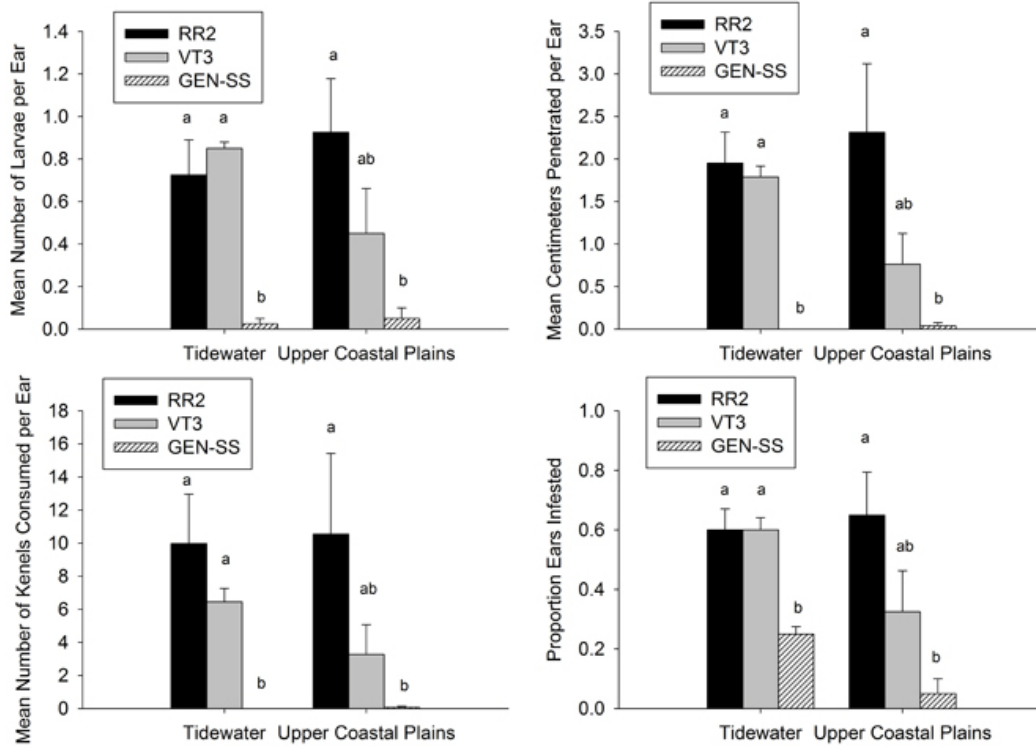 Mean Number of Larvae per Ear
1.4
1.2
1.0
0.8
0.6
0.4
0.2
0.0
RR2
VT3
GEN-SS
a
a
b
a
ab
b
Tidewater Upper Coastal Plains
Mean Centimeters Penetrated per Ear
3.5
3.0
2.5
2.0
1.5
1.0
0.5
0.0
RR2
VT3
GEN-SS
a
a
b
a
ab
b
Tidewater Upper Coastal Plains
Mean Number of Kenels Consumed per Ear
18
16
14
12
10
8
6
4
2
0
RR2
VT3
GEN-SS
a
a
b
a
ab
b
Tidewater Upper Coastal Plains
Proportion Ears Infested
1.0
0.8
0.6
0.4
0.2
0.0
RR2
VT3
GEN-SS
a
a
b
a
ab
b
Tidewater Upper Coastal Plains